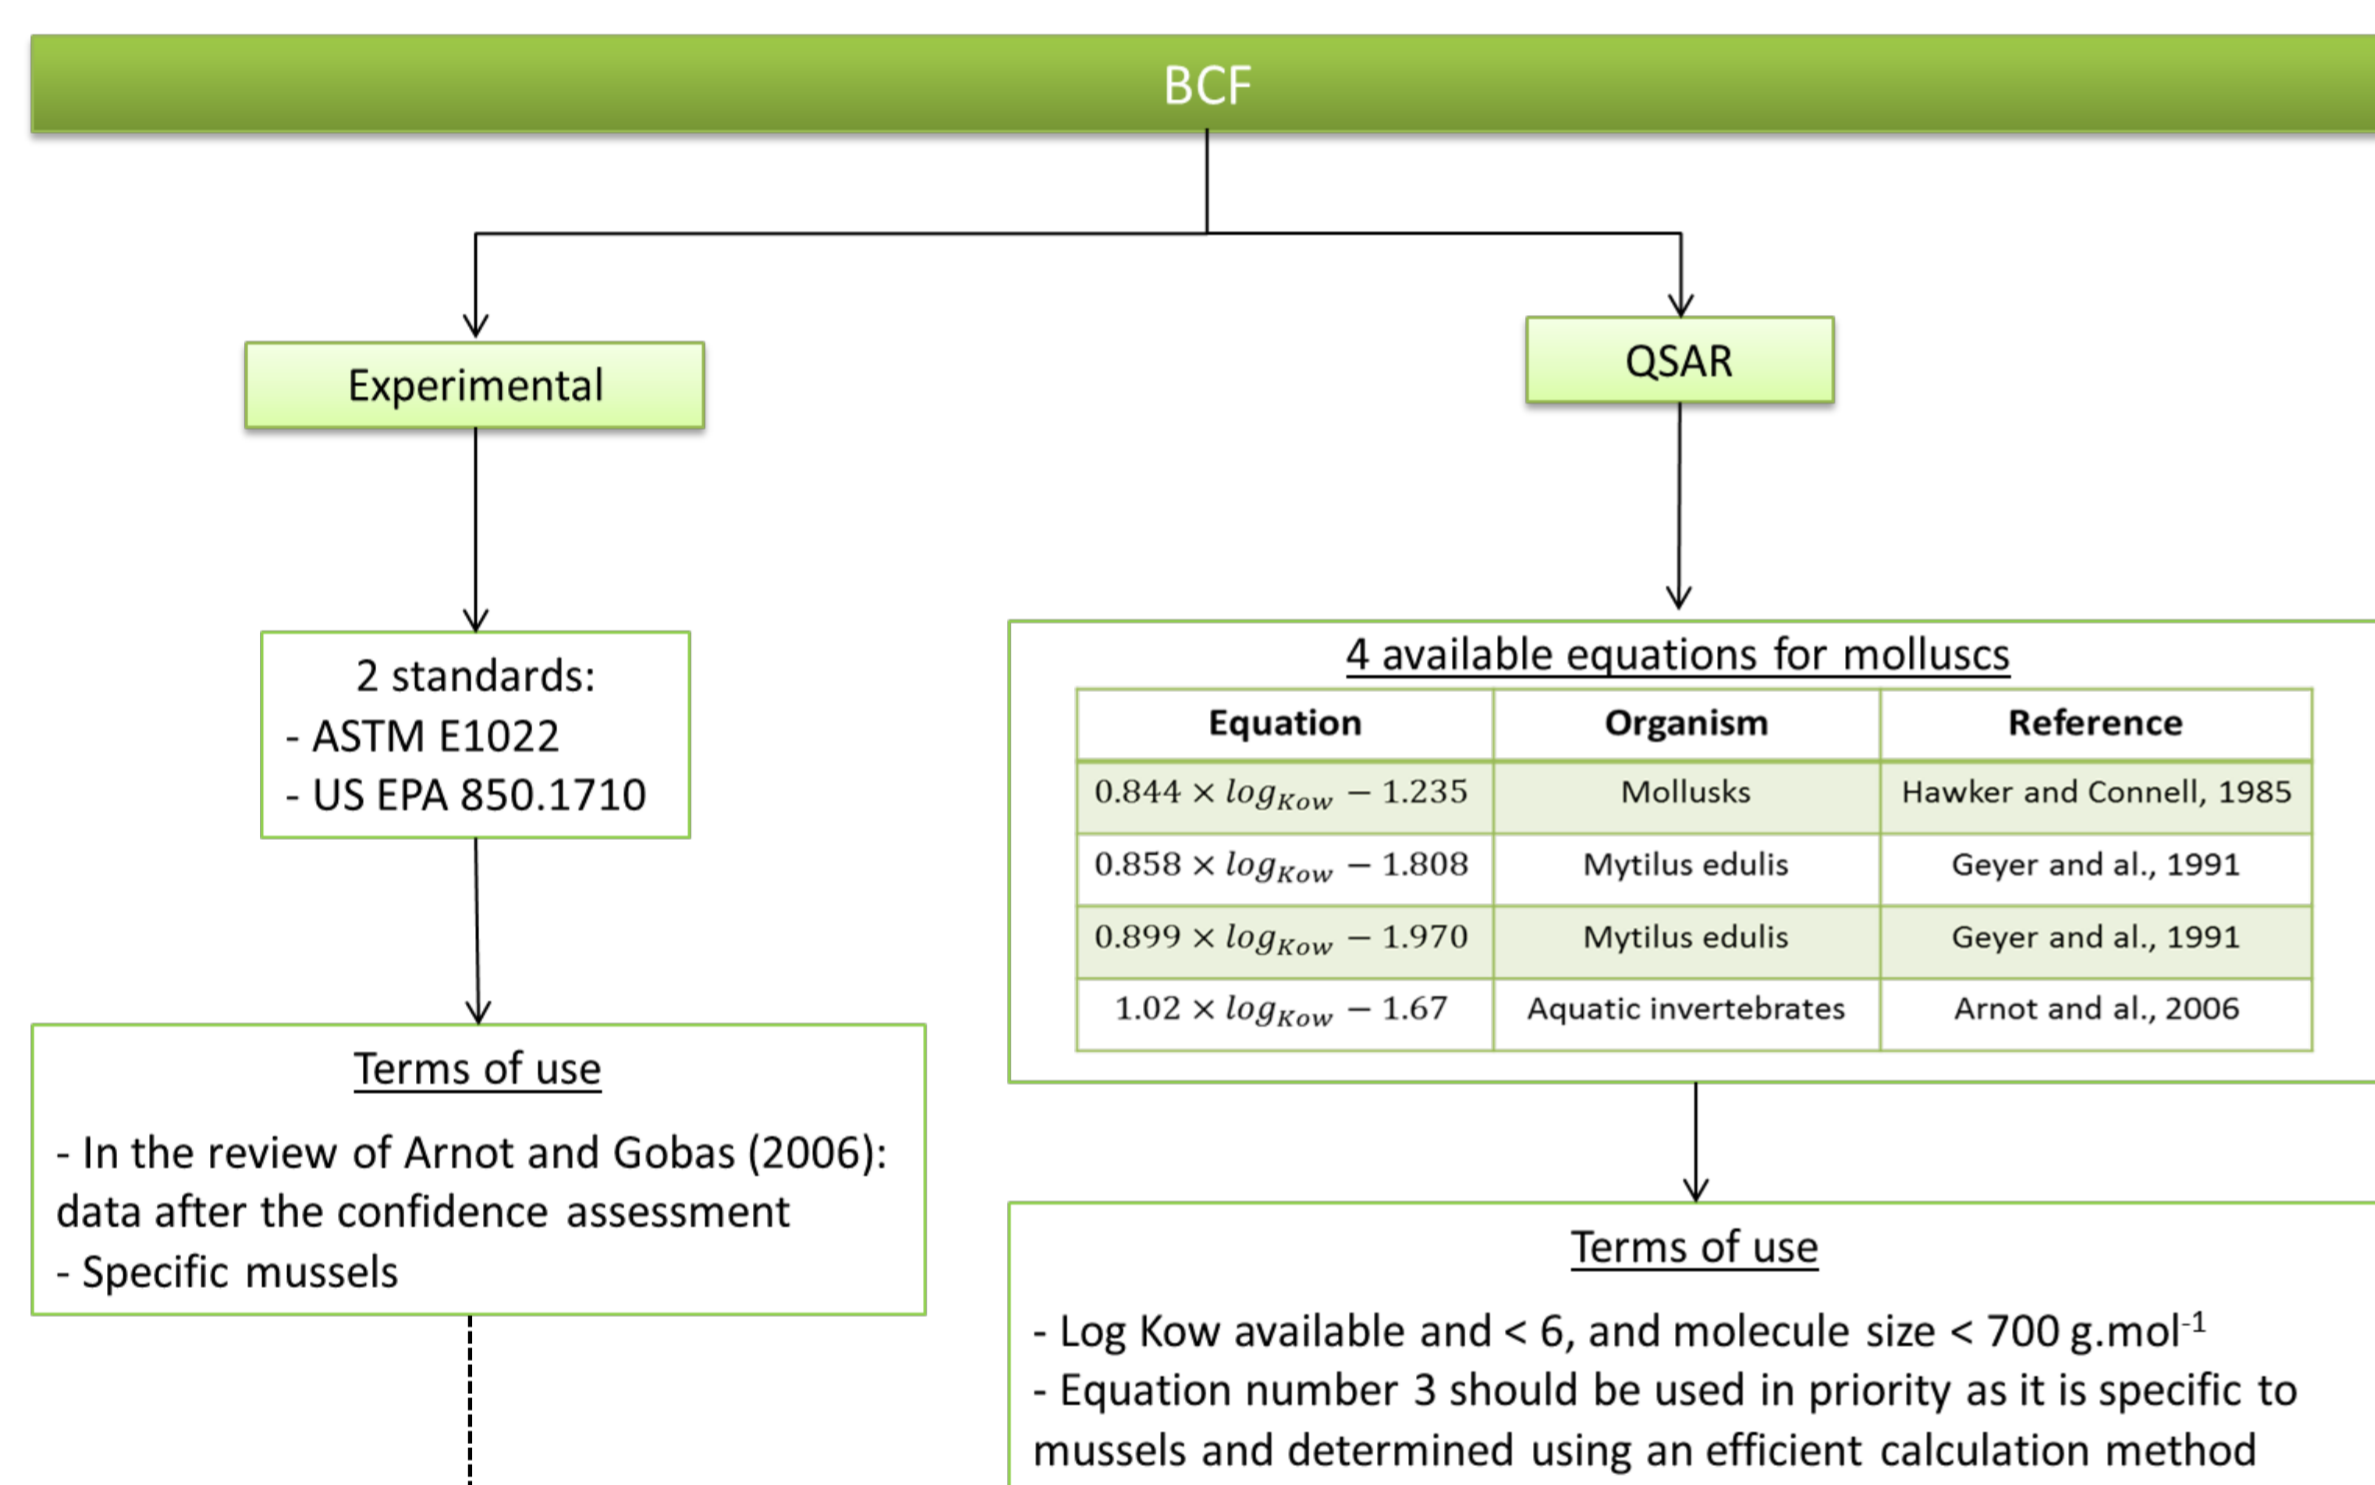 BCF
Experimental
QSAR
2 standards:
- ASTM E1022
- US EPA 850.1710
Terms of use
- In the review of Arnot and Gobas (2006):
data after the confidence assessment
- Specific mussels
4 available equations for molluscs
Equation Organism Reference
0.844 × log_Kow − 1.235 Mollusks Hawker and Connell, 1985
0.858 × log_Kow − 1.808 Mytilus edulis Geyer and al., 1991
0.899 × log_Kow − 1.970 Mytilus edulis Geyer and al., 1991
1.02 × log_Kow − 1.67 Aquatic invertebrates Arnot and al., 2006
Terms of use
- Log Kow available and < 6, and molecule size < 700 g.mol⁻¹
- Equation number 3 should be used in priority as it is specific to
mussels and determined using an efficient calculation method